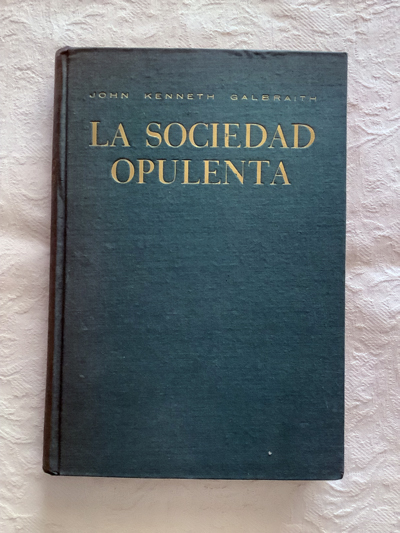 JOHN KENNETH GALBRAITH
LA SOCIEDAD
OPULENTA